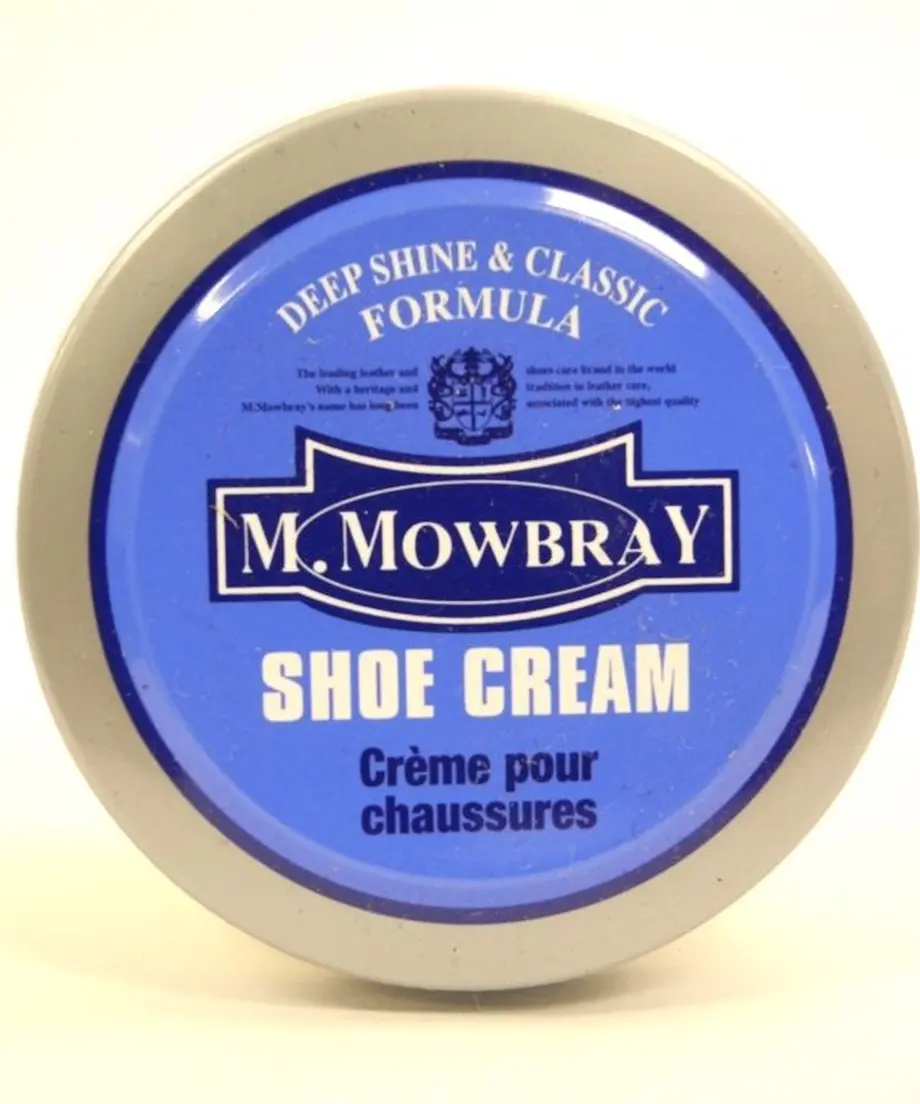 DEEP SHINE & CLASSIC
FORMULA
The leading leather and shoes care brand in the world
With a heritage and tradition in leather care,
M.Mowbray's name has long been associated with the highest quality
M. MOWBRAY
SHOE CREAM
Crème pour
chaussures